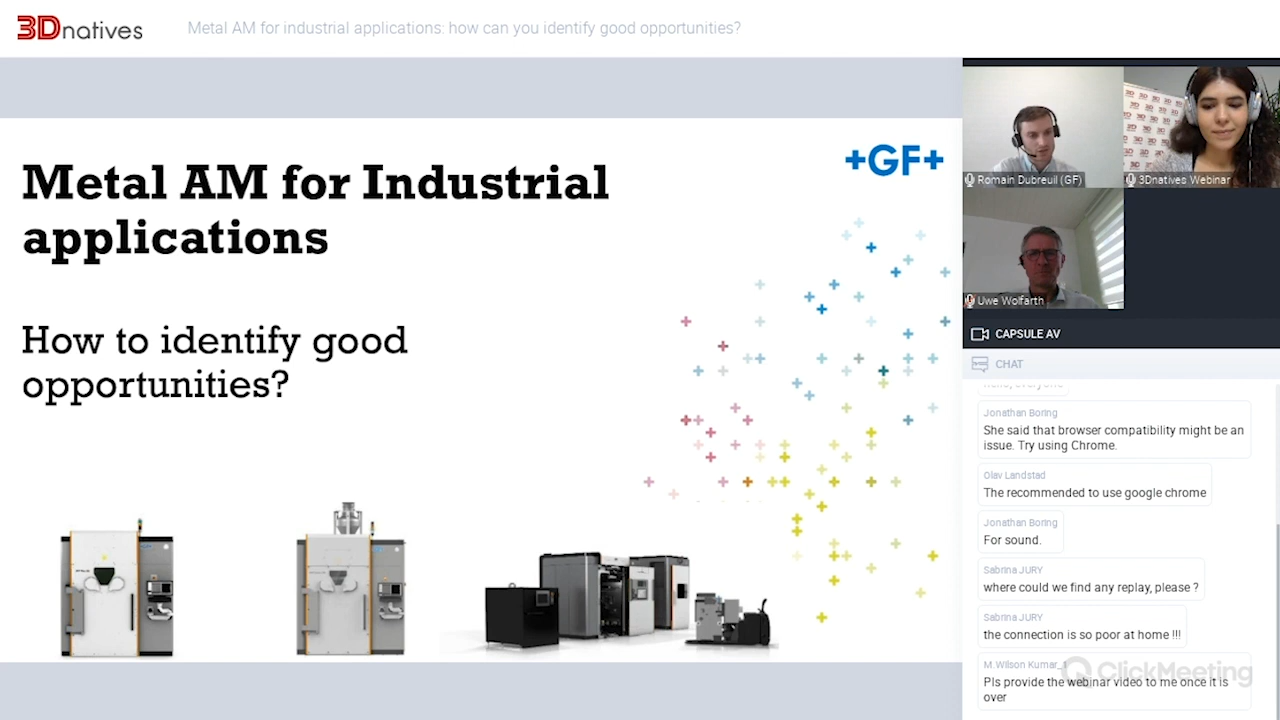 3Dnatives
Metal AM for industrial applications: how can you identify good opportunities?
+GF+
Metal AM for Industrial
applications
How to identify good
opportunities?
Romain Dubreuil (GF)
3Dnatives Webinar
Uwe Wolfarth
CAPSULE AV
CHAT
hello, everyone
Jonathan Boring
She said that browser compatibility might be an
issue. Try using Chrome.
Olav Landstad
The recommended to use google chrome
Jonathan Boring
For sound.
Sabrina JURY
where could we find any replay, please ?
Sabrina JURY
the connection is so poor at home !!!
M.Wilson Kumar_s
Pls provide the webinar video to me once it is
over
ClickMeeting